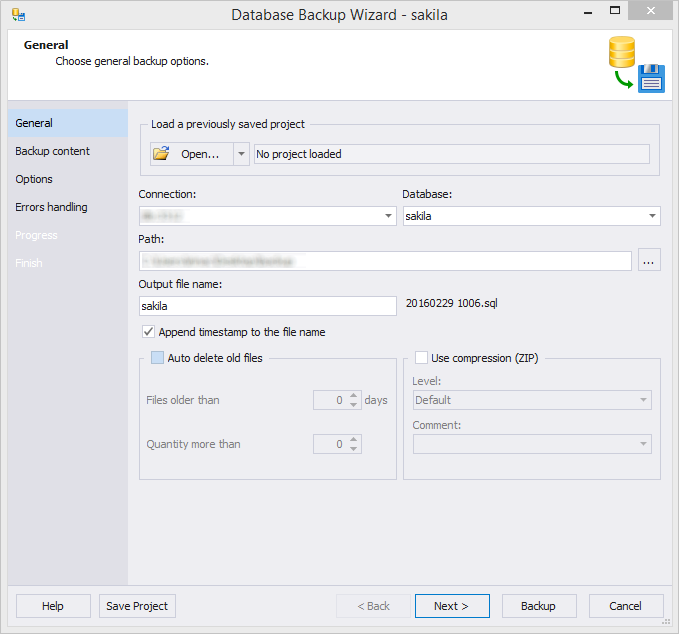 Database Backup Wizard - sakila
General
Choose general backup options.
General
Backup content
Options
Errors handling
Progress
Finish
Load a previously saved project
Open...
No project loaded
Connection:
Database:
sakila
Path:
...
Output file name:
sakila
20160229 1006.sql
Append timestamp to the file name
Auto delete old files
Files older than
0
days
Quantity more than
0
Use compression (ZIP)
Level:
Default
Comment:
Help
Save Project
< Back
Next >
Backup
Cancel